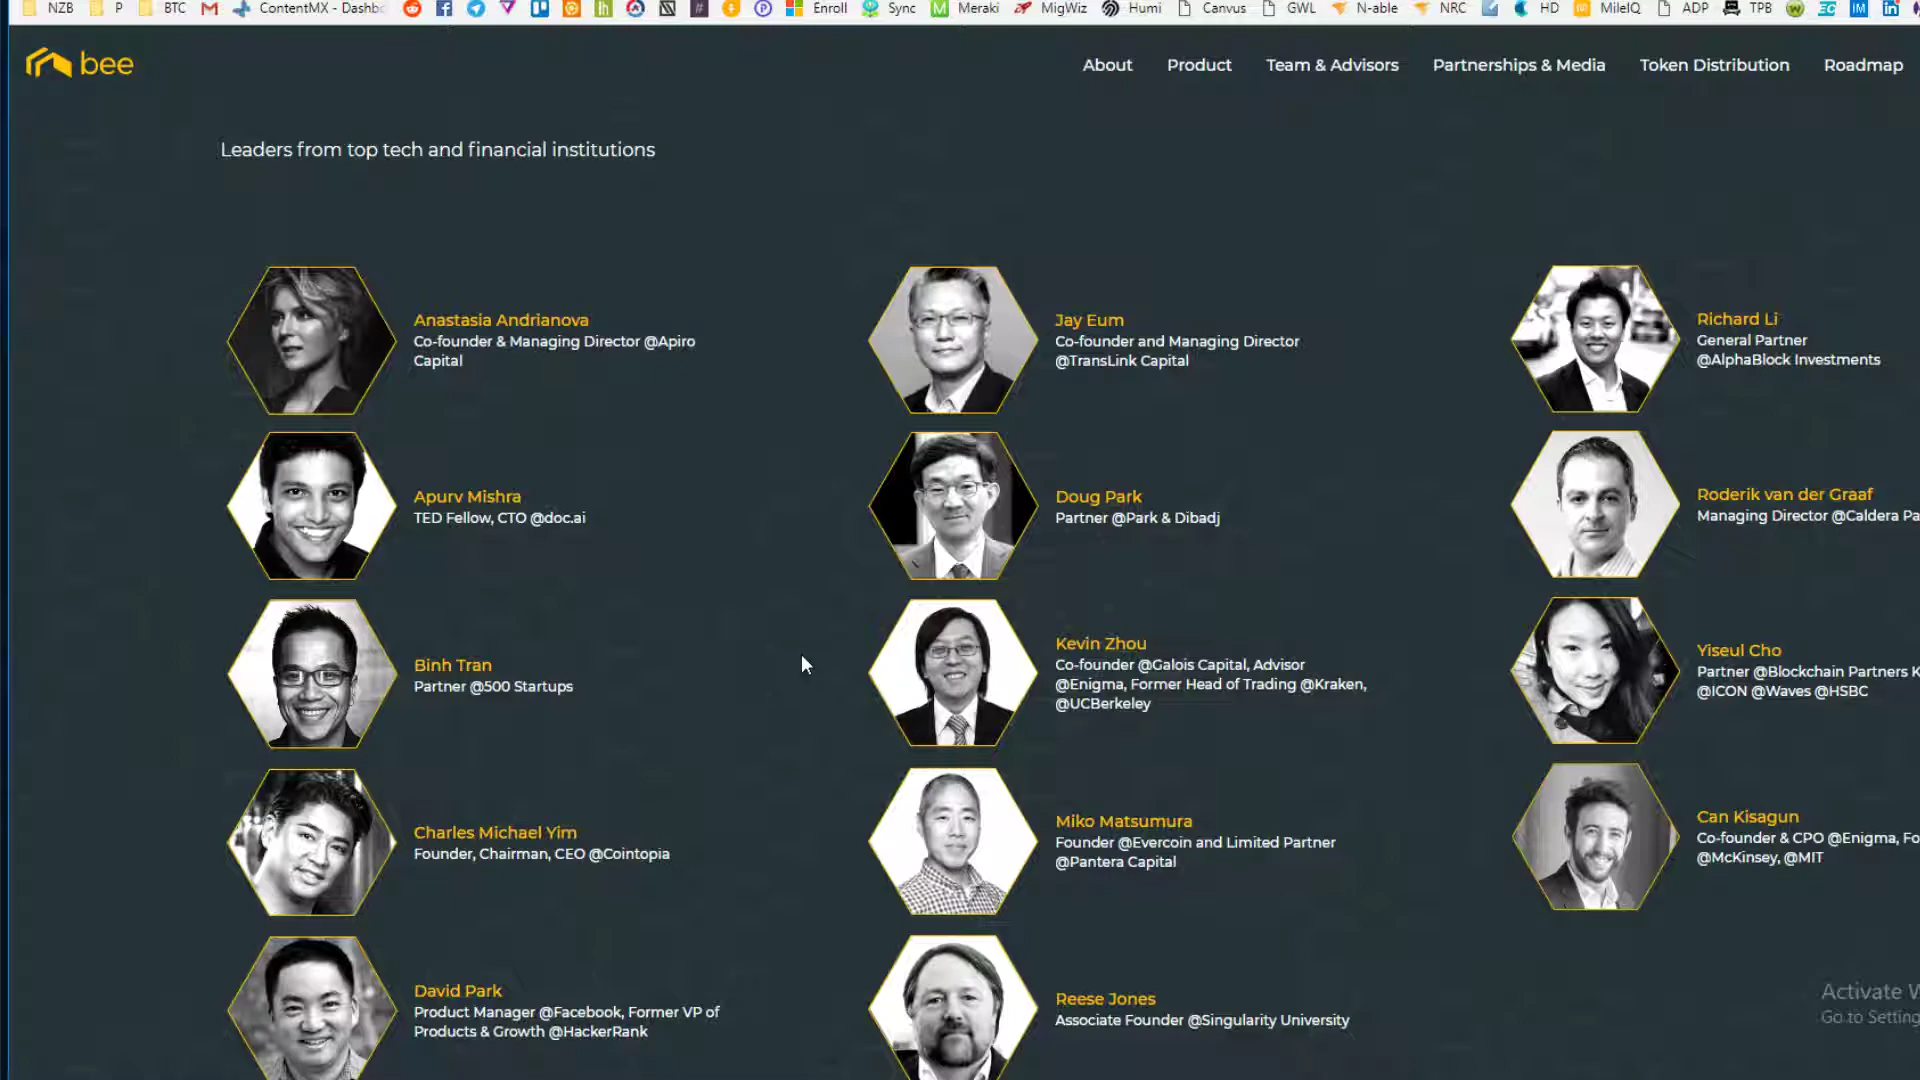 NZB P BTC ContentMX - Dashbo Enroll Sync Meraki MigWiz Humi Canvus GWL N-able NRC HD MileIQ ADP TPB EC IM in
bee
About Product Team & Advisors Partnerships & Media Token Distribution Roadmap
Leaders from top tech and financial institutions
Anastasia Andrianova
Co-founder & Managing Director @Apiro
Capital
Jay Eum
Co-founder and Managing Director
@TransLink Capital
Richard Li
General Partner
@AlphaBlock Investments
Apurv Mishra
TED Fellow, CTO @doc.ai
Doug Park
Partner @Park & Dibadj
Roderik van der Graaf
Managing Director @Caldera Pa
Binh Tran
Partner @500 Startups
Kevin Zhou
Co-founder @Galois Capital, Advisor
@Enigma, Former Head of Trading @Kraken,
@UCBerkeley
Yiseul Cho
Partner @Blockchain Partners K
@ICON @Waves @HSBC
Charles Michael Yim
Founder, Chairman, CEO @Cointopia
Miko Matsumura
Founder @Evercoin and Limited Partner
@Pantera Capital
Can Kisagun
Co-founder & CPO @Enigma, Fo
@McKinsey, @MIT
David Park
Product Manager @Facebook, Former VP of
Products & Growth @HackerRank
Reese Jones
Associate Founder @Singularity University
Activate W
Go to Setting